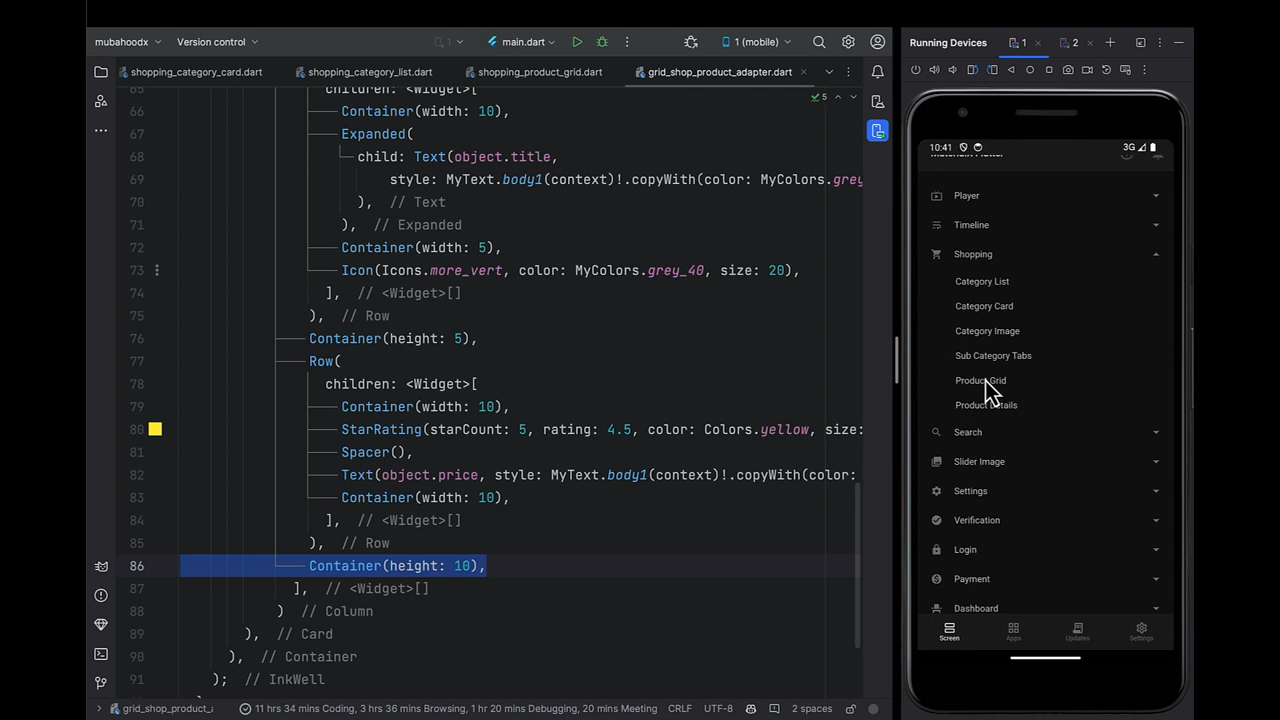 mubahoodx
Version control
1
main.dart
1 (mobile)
shopping_category_card.dart
shopping_category_list.dart
shopping_product_grid.dart
grid_shop_product_adapter.dart
5
children: <Widget>[
66 Container(width: 10),
67 Expanded(
68 child: Text(object.title,
69 style: MyText.body1(context)!.copyWith(color: MyColors.grey
70 ), // Text
71 ), // Expanded
72 Container(width: 5),
73 Icon(Icons.more_vert, color: MyColors.grey_40, size: 20),
74 ], // <Widget>[]
75 ), // Row
76 Container(height: 5),
77 Row(
78 children: <Widget>[
79 Container(width: 10),
80 StarRating(starCount: 5, rating: 4.5, color: Colors.yellow, size:
81 Spacer(),
82 Text(object.price, style: MyText.body1(context)!.copyWith(color:
83 Container(width: 10),
84 ], // <Widget>[]
85 ), // Row
86 Container(height: 10),
87 ], // <Widget>[]
88 ) // Column
89 ), // Card
90 ), // Container
91 ); // InkWell
grid_shop_product_a
11 hrs 34 mins Coding, 3 hrs 36 mins Browsing, 1 hr 20 mins Debugging, 20 mins Meeting
CRLF
UTF-8
2 spaces
Running Devices
1
2
10:41
3G
Player
Timeline
Shopping
Category List
Category Card
Category Image
Sub Category Tabs
Product Grid
Product Details
Search
Slider Image
Settings
Verification
Login
Payment
Dashboard
Screen
Apps
Updates
Settings